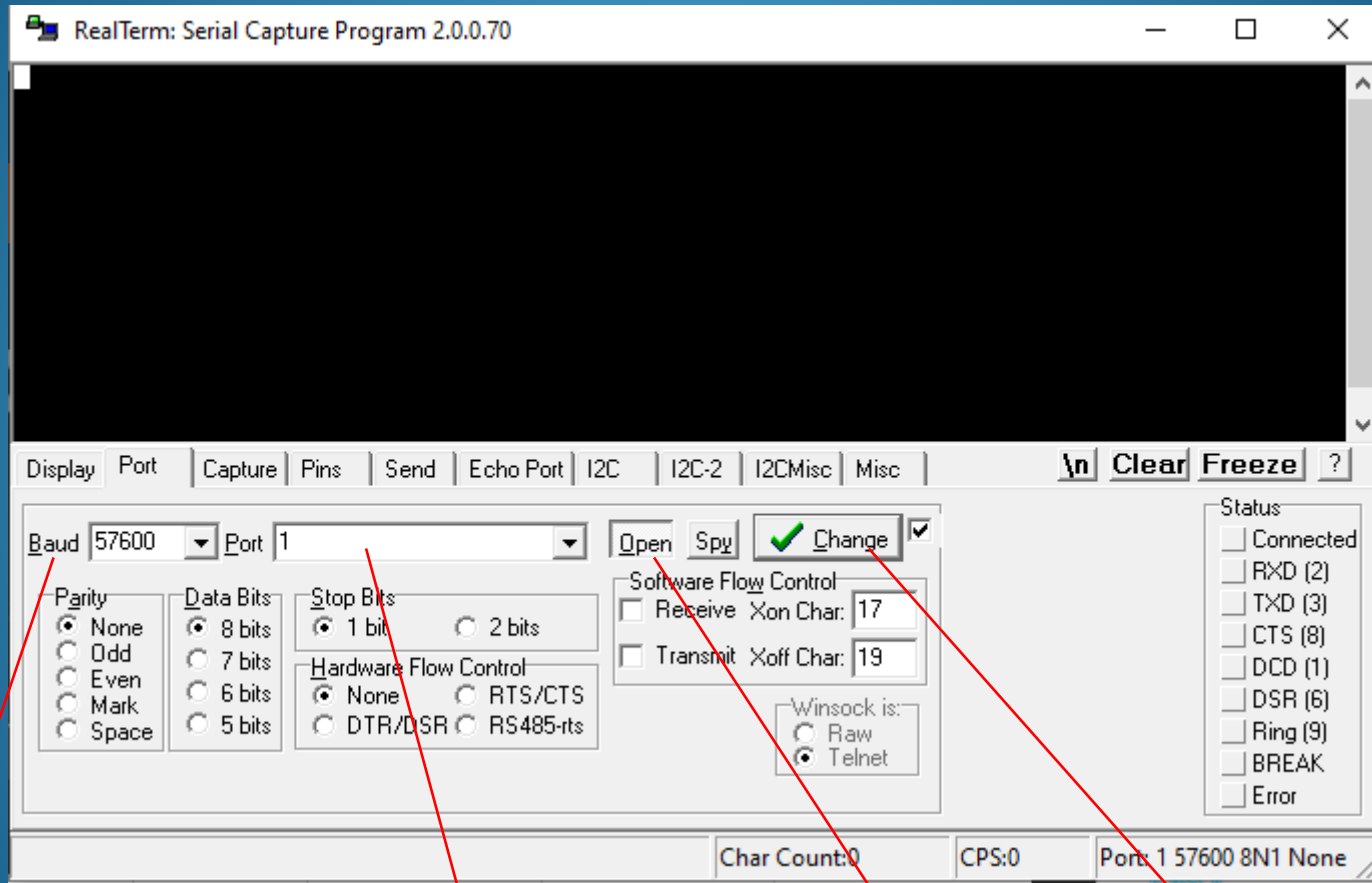 RealTerm: Serial Capture Program 2.0.0.70
Display Port Capture Pins Send Echo Port I2C I2C-2 I2CMisc Misc \n Clear Freeze ?
Baud 57600 Port 1 Open Spy Change
Parity
None
Odd
Even
Mark
Space
Data Bits
8 bits
7 bits
6 bits
5 bits
Stop Bits
1 bit 2 bits
Hardware Flow Control
None RTS/CTS
DTR/DSR RS485-rts
Software Flow Control
Receive Xon Char: 17
Transmit Xoff Char: 19
Winsock is:
Raw
Telnet
Status
Connected
RXD (2)
TXD (3)
CTS (8)
DCD (1)
DSR (6)
Ring (9)
BREAK
Error
Char Count:0 CPS:0 Port: 1 57600 8N1 None